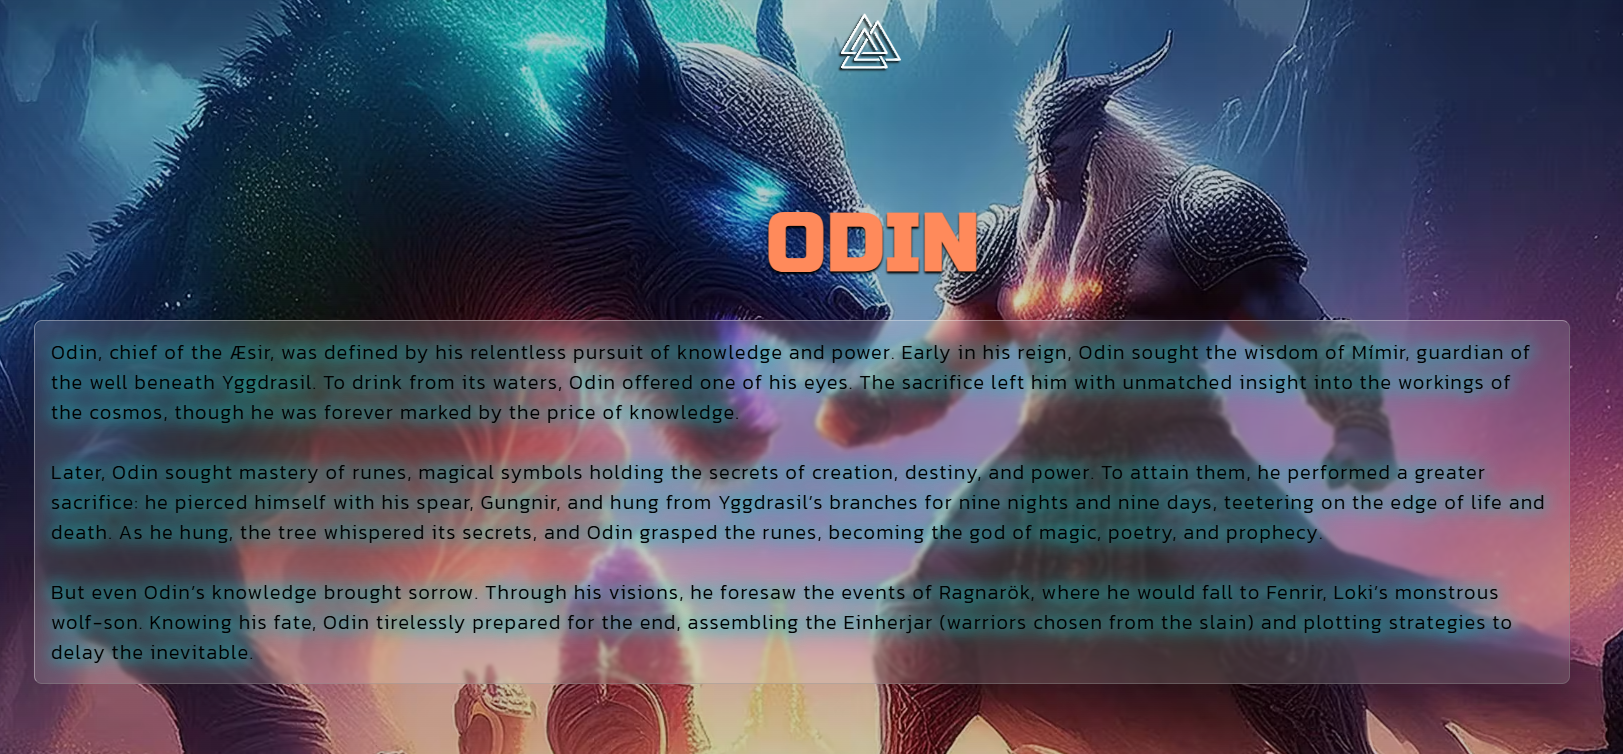 ODIN
Odin, chief of the Æsir, was defined by his relentless pursuit of knowledge and power. Early in his reign, Odin sought the wisdom of Mímir, guardian of
the well beneath Yggdrasil. To drink from its waters, Odin offered one of his eyes. The sacrifice left him with unmatched insight into the workings of
the cosmos, though he was forever marked by the price of knowledge.
Later, Odin sought mastery of runes, magical symbols holding the secrets of creation, destiny, and power. To attain them, he performed a greater
sacrifice: he pierced himself with his spear, Gungnir, and hung from Yggdrasil’s branches for nine nights and nine days, teetering on the edge of life and
death. As he hung, the tree whispered its secrets, and Odin grasped the runes, becoming the god of magic, poetry, and prophecy.
But even Odin’s knowledge brought sorrow. Through his visions, he foresaw the events of Ragnarök, where he would fall to Fenrir, Loki’s monstrous
wolf-son. Knowing his fate, Odin tirelessly prepared for the end, assembling the Einherjar (warriors chosen from the slain) and plotting strategies to
delay the inevitable.